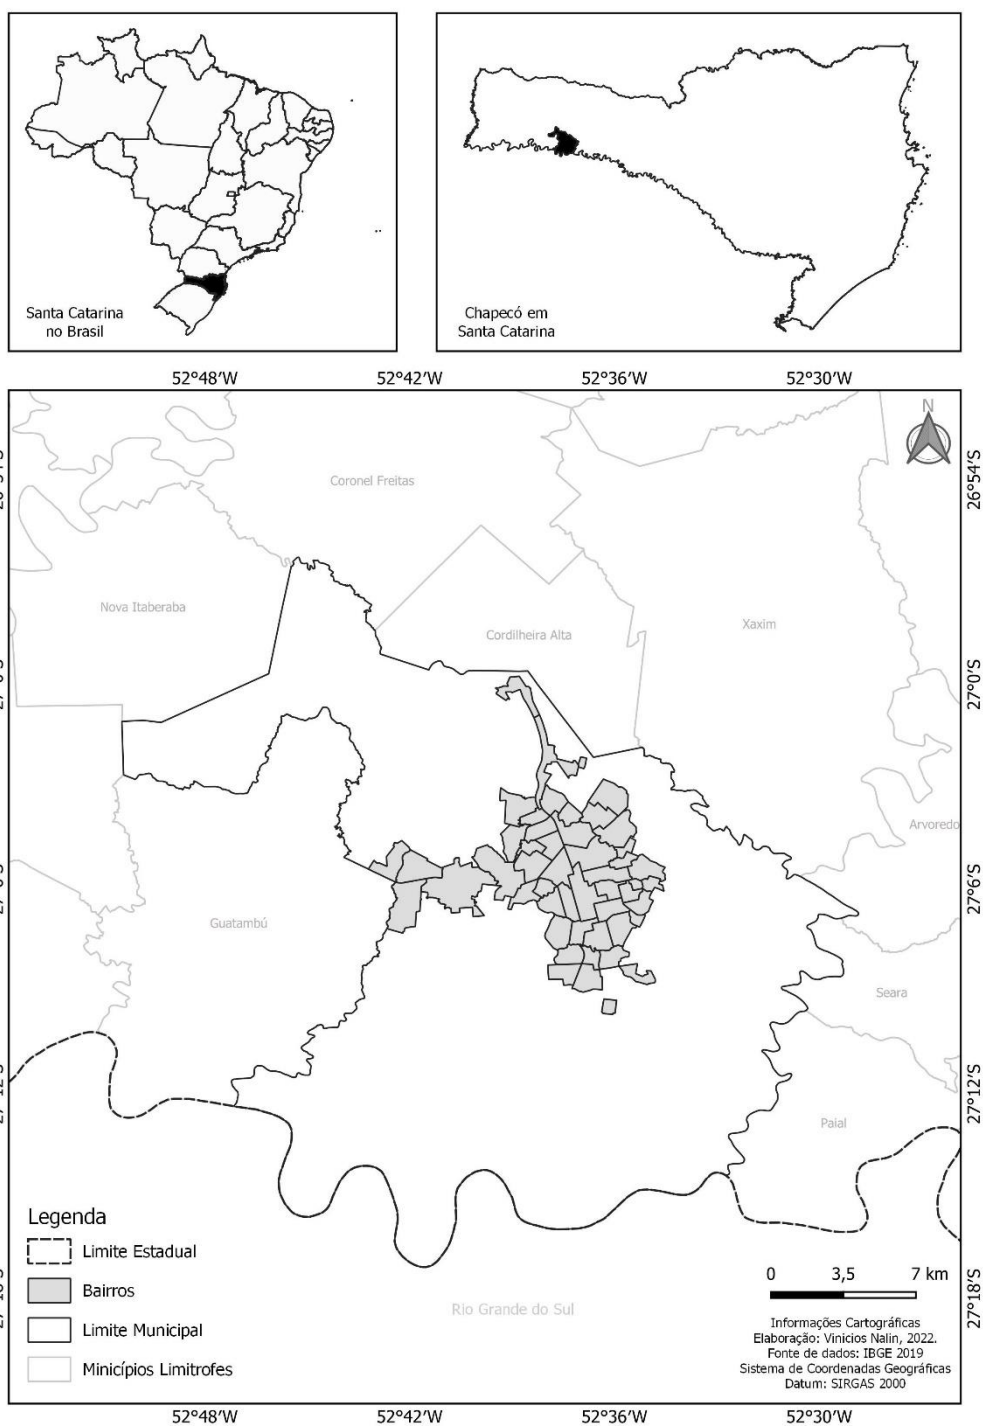 Santa Catarina
no Brasil
Chapecó em
Santa Catarina
52°48'W
52°42'W
52°36'W
52°30'W
N
26°54'S
Coronel Freitas
Nova Itaberaba
Cordilheira Alta
Xaxim
27°0'S
Arvoredo
27°6'S
Guatambú
Seara
27°12'S
Paial
Legenda
Limite Estadual
Bairros
Limite Municipal
Minicípios Limitrofes
27°18'S
0 3,5 7 km
Rio Grande do Sul
Informações Cartográficas
Elaboração: Vinicios Nalin, 2022.
Fonte de dados: IBGE 2019
Sistema de Coordenadas Geográficas
Datum: SIRGAS 2000
52°48'W
52°42'W
52°36'W
52°30'W